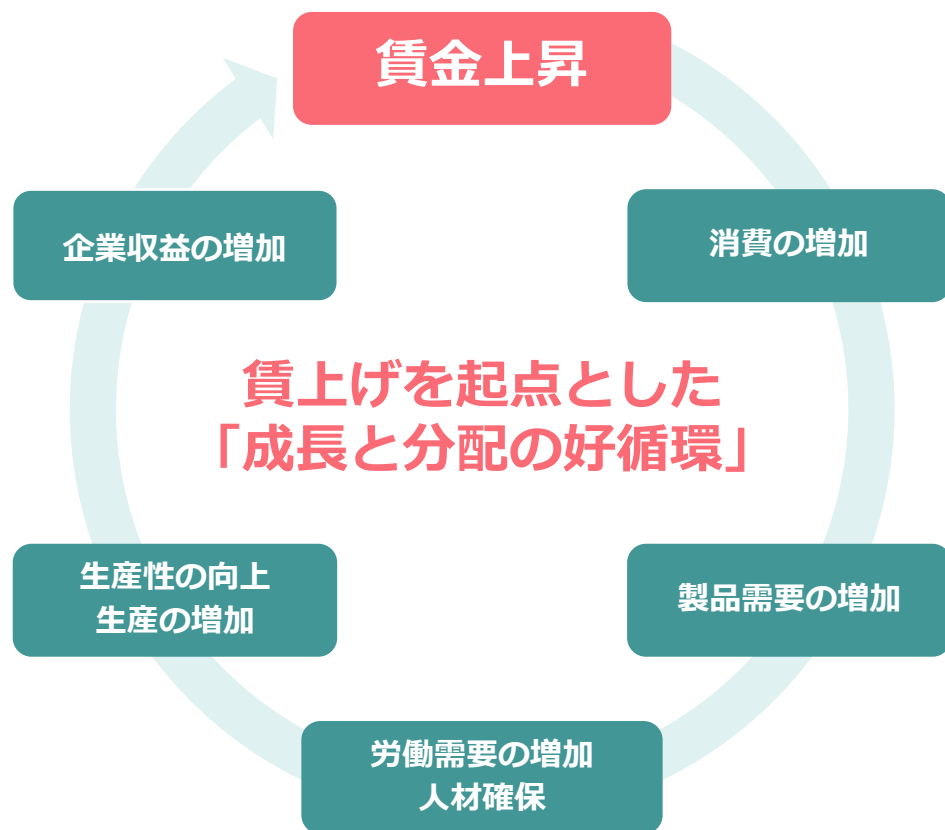 賃金上昇
企業収益の増加
消費の増加
賃上げを起点とした
「成長と分配の好循環」
生産性の向上
生産の増加
製品需要の増加
労働需要の増加
人材確保